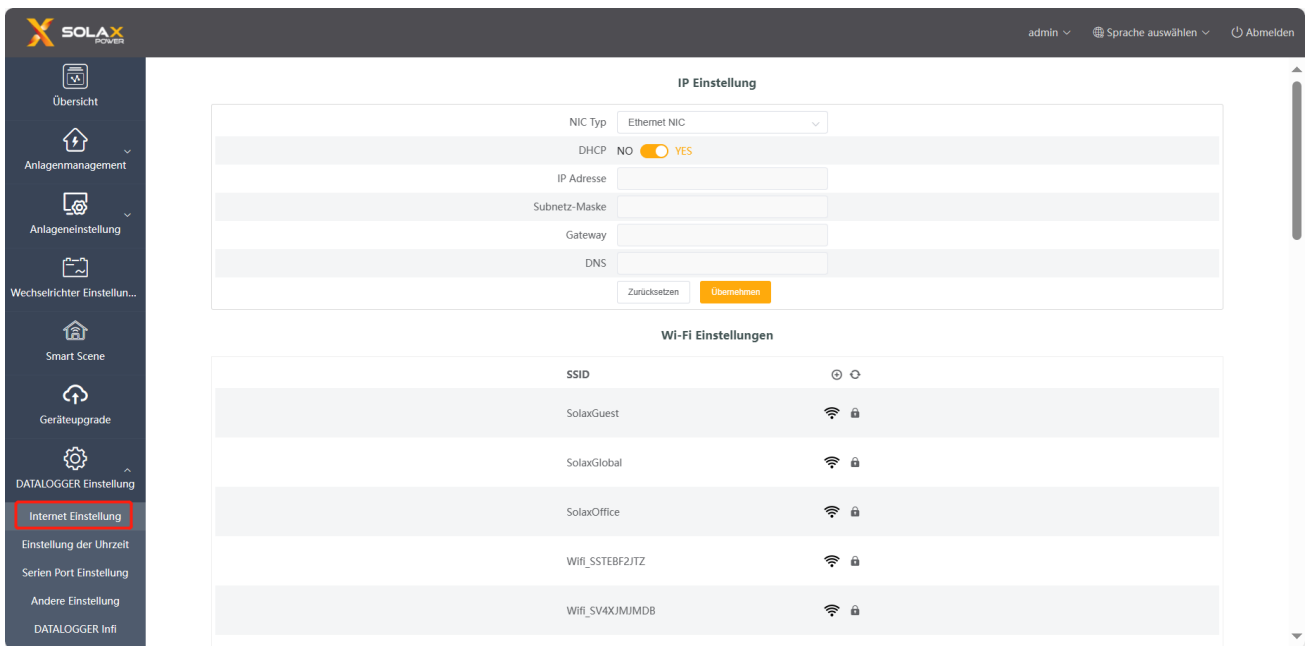 SOLAX
POWER
admin
Sprache auswählen
Abmelden
Übersicht
Anlagenmanagement
Anlageneinstellung
Wechselrichter Einstellun...
Smart Scene
Geräteupgrade
DATALOGGER Einstellung
Internet Einstellung
Einstellung der Uhrzeit
Serien Port Einstellung
Andere Einstellung
DATALOGGER Infi
IP Einstellung
NIC Typ Ethernet NIC
DHCP NO YES
IP Adresse
Subnetz-Maske
Gateway
DNS
Zurücksetzen Übernehmen
Wi-Fi Einstellungen
SSID
SolaxGuest
SolaxGlobal
SolaxOffice
Wifi_SSTEBF2JTZ
Wifi_SV4XJMJMDB